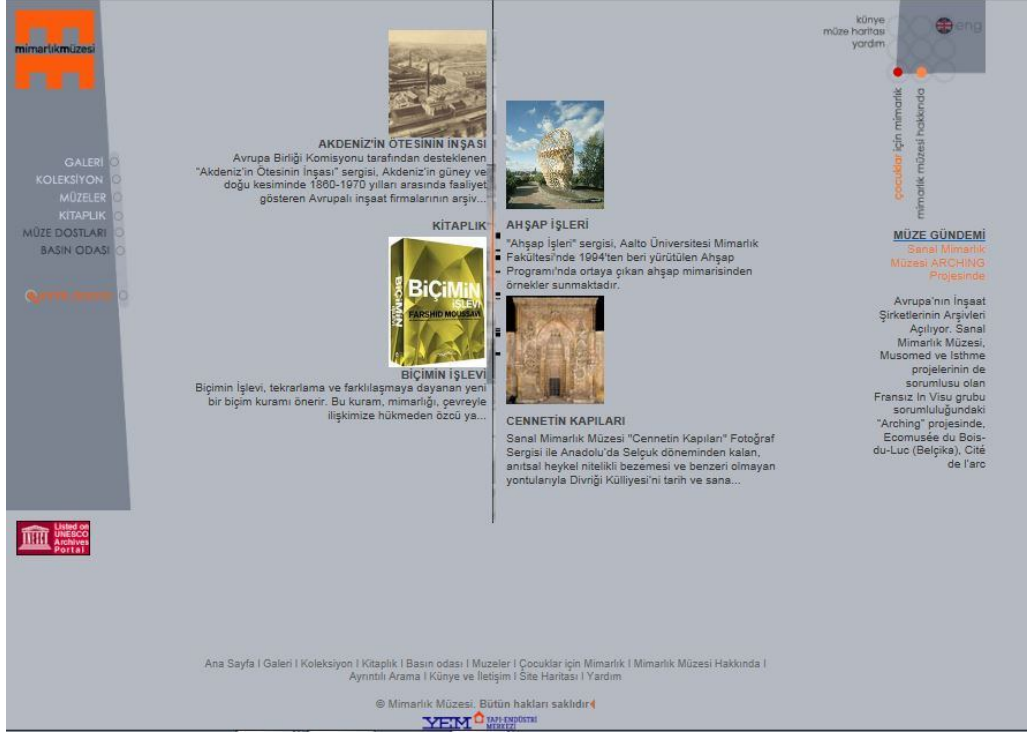 mimarlıkmüzesi
künye
müze haritası
yardım
eng
çocuklar için mimarlık
mimarlık müzesi hakkında
GALERİ
KOLEKSİYON
MÜZELER
KİTAPLIK
MÜZE DOSTLARI
BASIN ODASI
AKDENİZ'İN ÖTESİNİN İNŞASI
Avrupa Birliği Komisyonu tarafından desteklenen
"Akdeniz'in Ötesinin İnşası" sergisi, Akdeniz'in güney ve
doğu kesiminde 1860-1970 yılları arasında faaliyet
gösteren Avrupalı inşaat firmalarının arşiv...
KİTAPLIK
BİÇİMİN
İŞLEVİ
FARSHID MOUSSAVI
BİÇİMİN İŞLEVİ
Biçimin İşlevi, tekrarlama ve farklılaşmaya dayanan yeni
bir biçim kuramı önerir. Bu kuram, mimarlığı, çevreyle
ilişkimize hükmeden özcü ya...
AHŞAP İŞLERİ
"Ahşap İşleri" sergisi, Aalto Üniversitesi Mimarlık
Fakültesi'nde 1994'ten beri yürütülen Ahşap
Programı'nda ortaya çıkan ahşap mimarisinden
örnekler sunmaktadır.
CENNETİN KAPILARI
Sanal Mimarlık Müzesi "Cennetin Kapıları" Fotoğraf
Sergisi ile Anadolu'da Selçuk döneminden kalan,
anıtsal heykel nitelikli bezemesi ve benzeri olmayan
yontularıyla Divriği Külliyesi'ni tarih ve sana...
MÜZE GÜNDEMİ
Sanal Mimarlık
Müzesi ARCHİNG
Projesinde
Avrupa'nın İnşaat
Şirketlerinin Arşivleri
Açılıyor. Sanal
Mimarlık Müzesi,
Musomed ve Isthme
projelerinin de
sorumlusu olan
Fransız In Visu grubu
sorumluluğundaki
"Arching" projesinde,
Ecomusée du Bois-
du-Luc (Belçika), Cité
de l'arc
Listed on
UNESCO
Archives
Portal
Ana Sayfa I Galeri I Koleksiyon I Kitaplık I Basın odası I Muzeler I Çocuklar için Mimarlık I Mimarlık Müzesi Hakkında I
Ayrıntılı Arama I Künye ve İletişim I Site Haritası I Yardım
© Mimarlık Müzesi. Bütün hakları saklıdır
YEM YAPI-ENDÜSTRİ
MERKEZİ